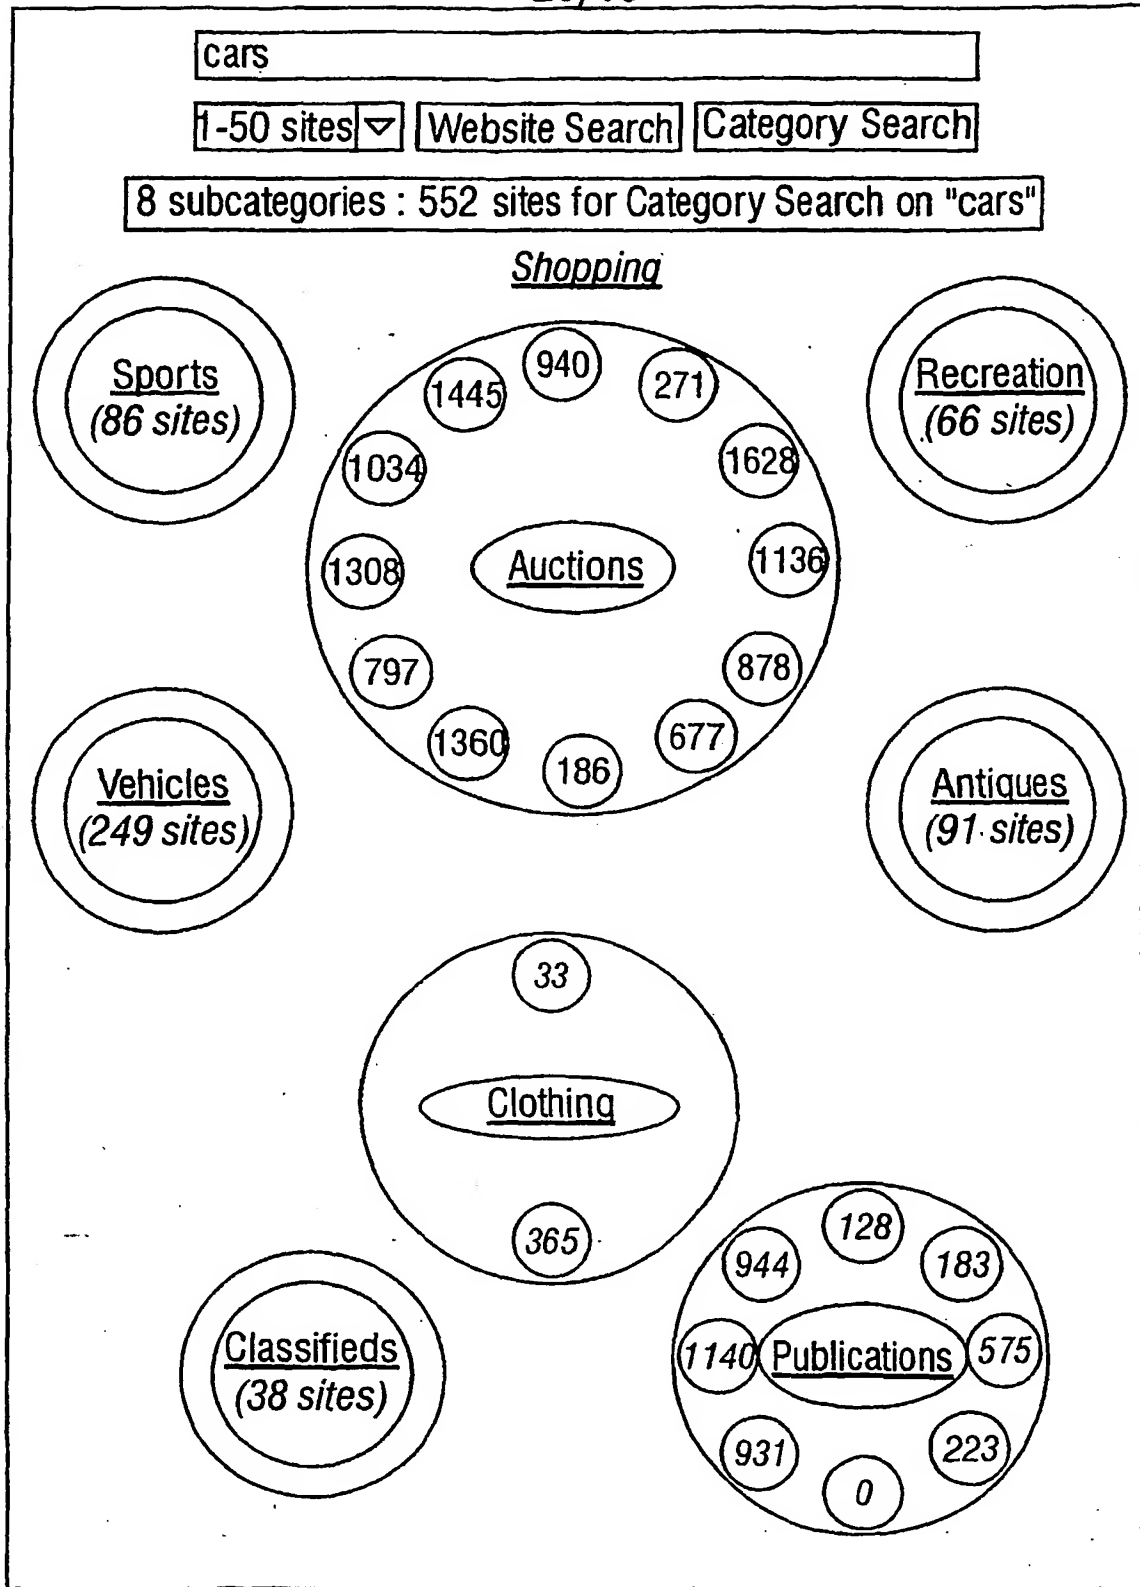 cars
1-50 sites Website Search Category Search
8 subcategories : 552 sites for Category Search on "cars"
Shopping
Sports
(86 sites)
Recreation
(66 sites)
940
1445
271
1034
1628
1308
Auctions
1136
797
878
1360
186
677
Vehicles
(249 sites)
Antiques
(91 sites)
33
Clothing
365
Classifieds
(38 sites)
128
944
183
1140
Publications
575
931
223
0